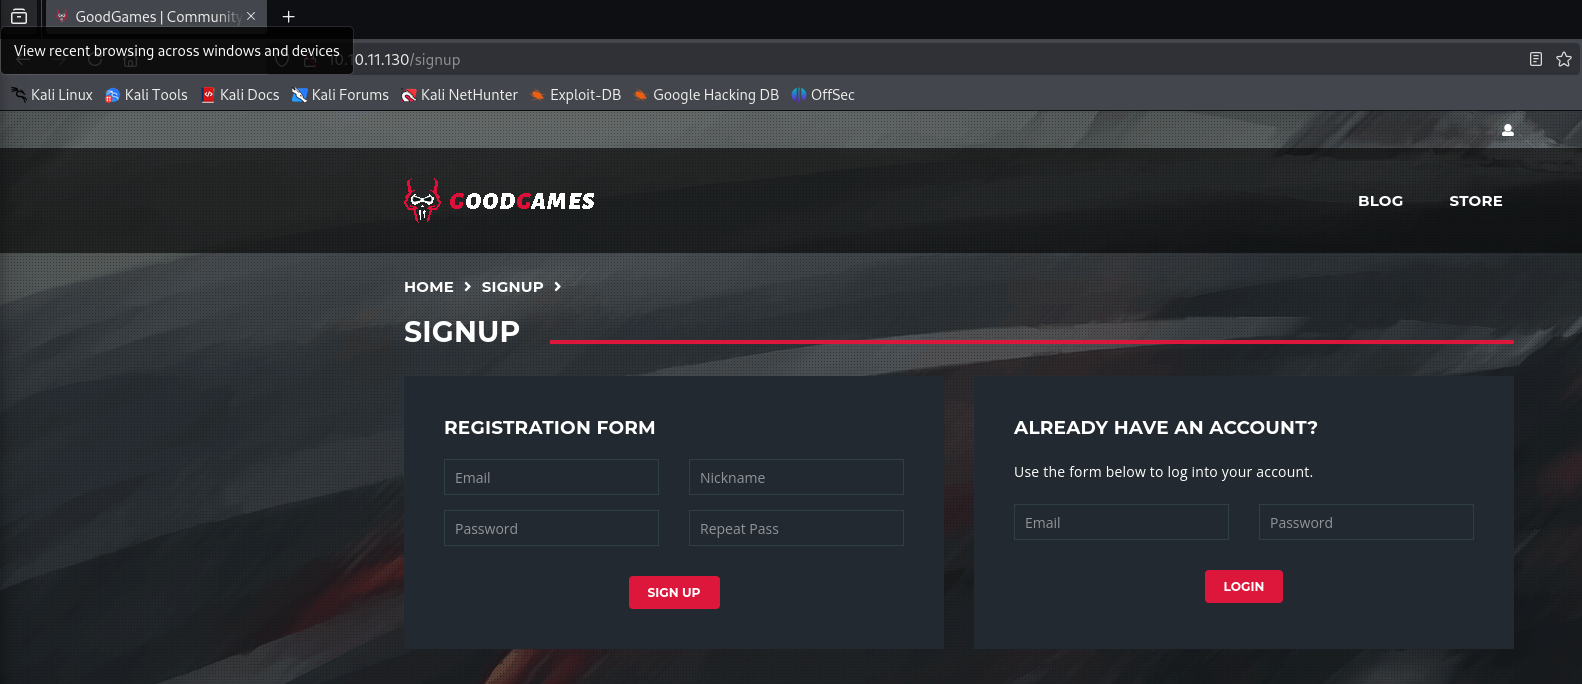 GoodGames | Community
View recent browsing across windows and devices
10.10.11.130/signup
Kali Linux Kali Tools Kali Docs Kali Forums Kali NetHunter Exploit-DB Google Hacking DB OffSec
GOODGAMES BLOG STORE
HOME SIGNUP
SIGNUP
REGISTRATION FORM
Email Nickname
Password Repeat Pass
SIGN UP
ALREADY HAVE AN ACCOUNT?
Use the form below to log into your account.
Email Password
LOGIN